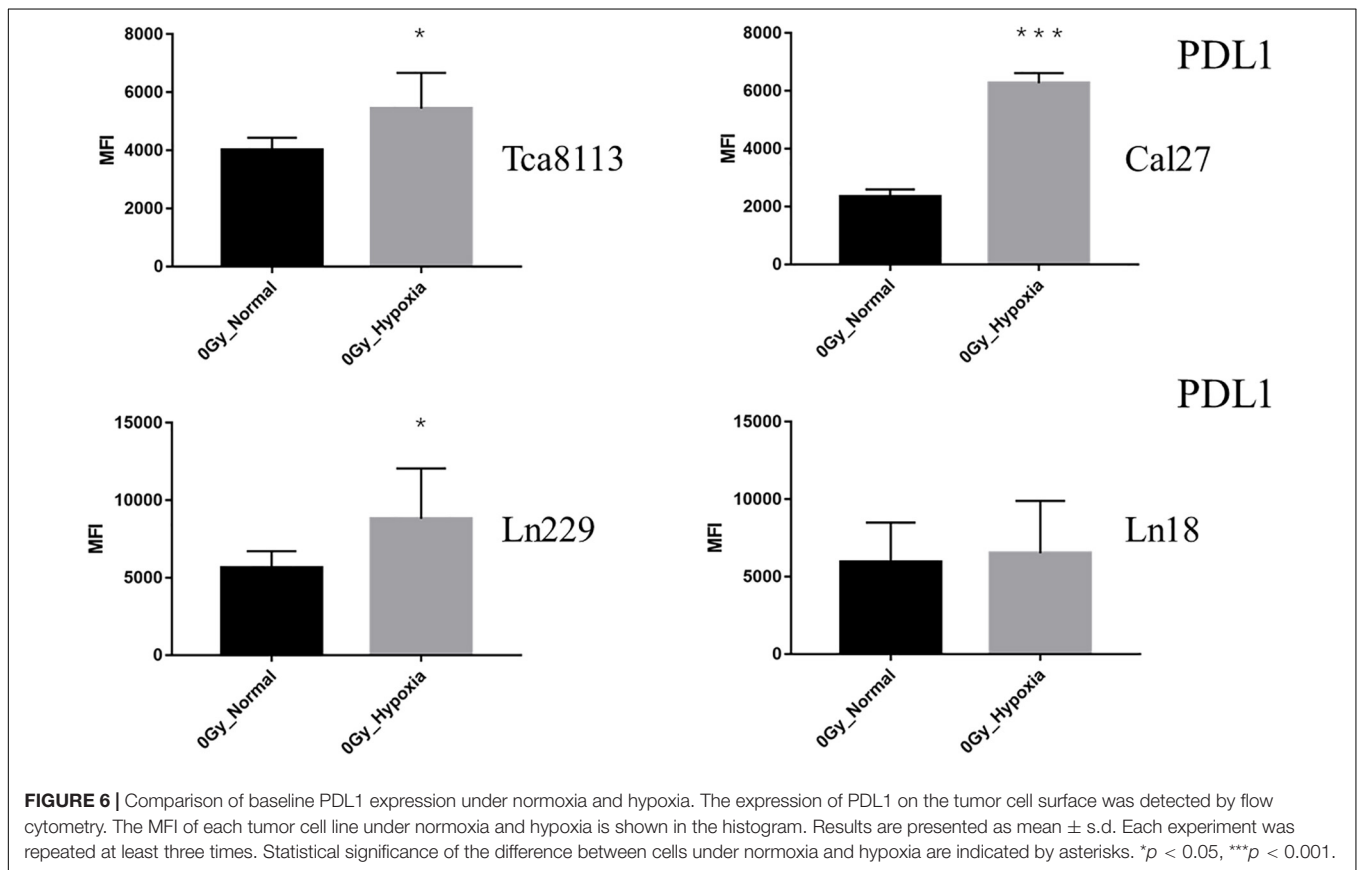 8000
6000
4000
2000
0
MFI
*
0Gy_Normal
0Gy_Hypoxia
Tca8113
8000
6000
4000
2000
0
MFI
***
0Gy_Normal
0Gy_Hypoxia
PDL1
Cal27
15000
10000
5000
0
MFI
*
0Gy_Normal
0Gy_Hypoxia
Ln229
15000
10000
5000
0
MFI
0Gy_Normal
0Gy_Hypoxia
PDL1
Ln18
FIGURE 6 | Comparison of baseline PDL1 expression under normoxia and hypoxia. The expression of PDL1 on the tumor cell surface was detected by flow
cytometry. The MFI of each tumor cell line under normoxia and hypoxia is shown in the histogram. Results are presented as mean ± s.d. Each experiment was
repeated at least three times. Statistical significance of the difference between cells under normoxia and hypoxia are indicated by asterisks. *p < 0.05, ***p < 0.001.